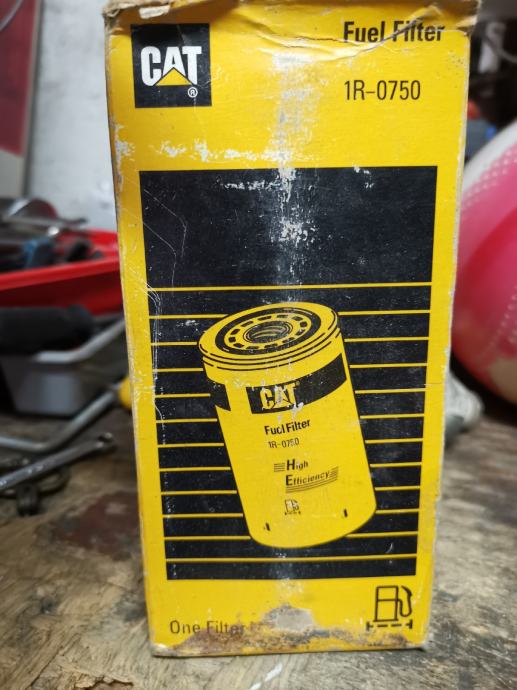 CAT
®
Fuel Filter
1R-0750
CAT
Fuel Filter
1R-0750
High
Efficiency
One Filter